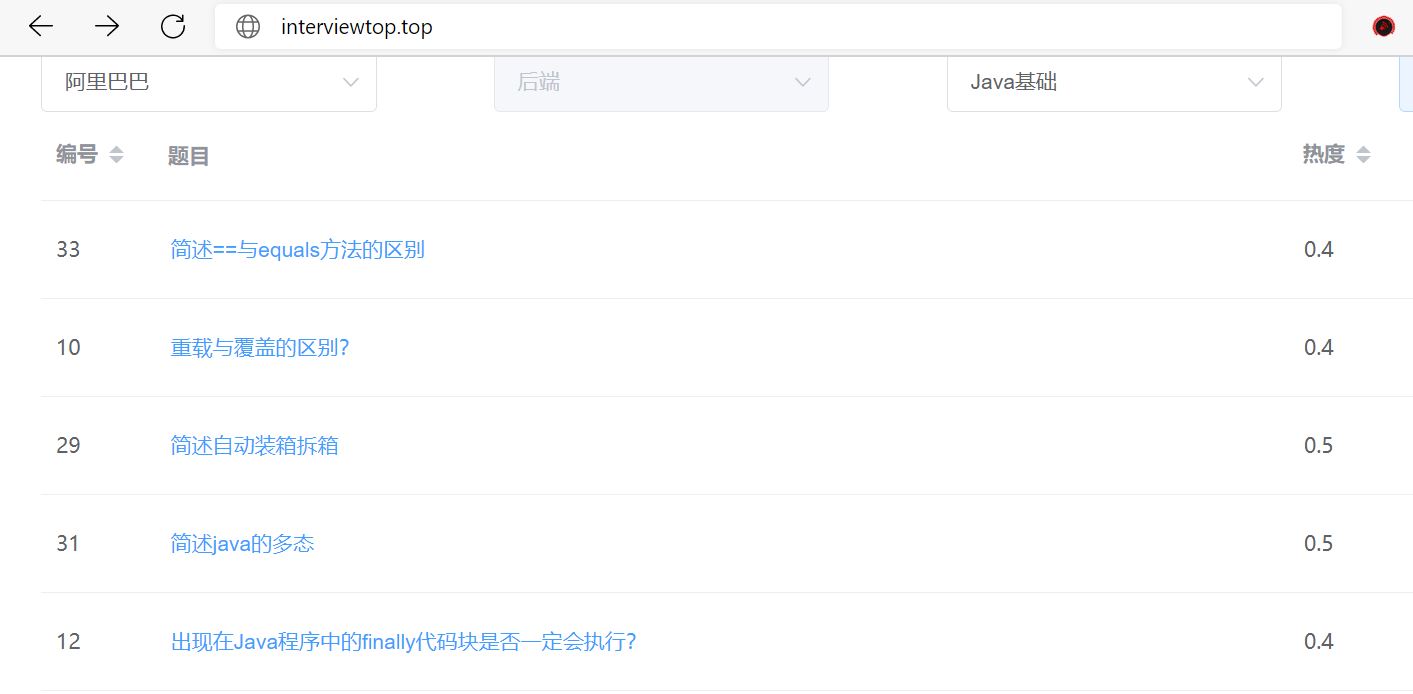 interviewtop.top
阿里巴巴 后端 Java基础
编号 题目 热度
33 简述==与equals方法的区别 0.4
10 重载与覆盖的区别? 0.4
29 简述自动装箱拆箱 0.5
31 简述java的多态 0.5
12 出现在Java程序中的finally代码块是否一定会执行? 0.4